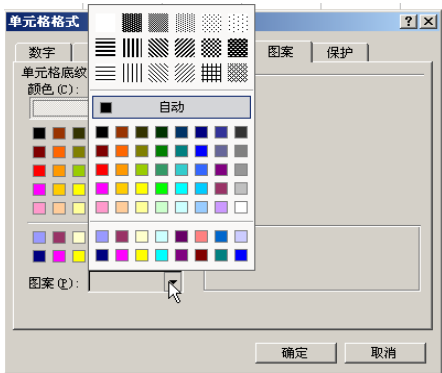 单元格格式
数字
图案
保护
单元格底纹
颜色(C):
自动
图案(P):
确定
取消